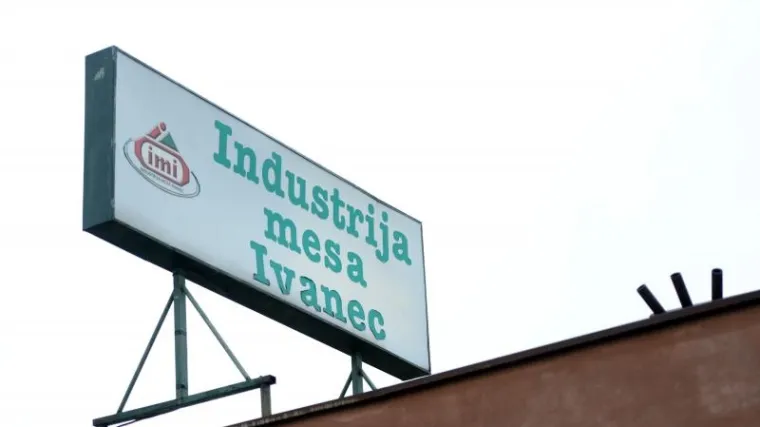 imi
Industrija
mesa
Ivanec